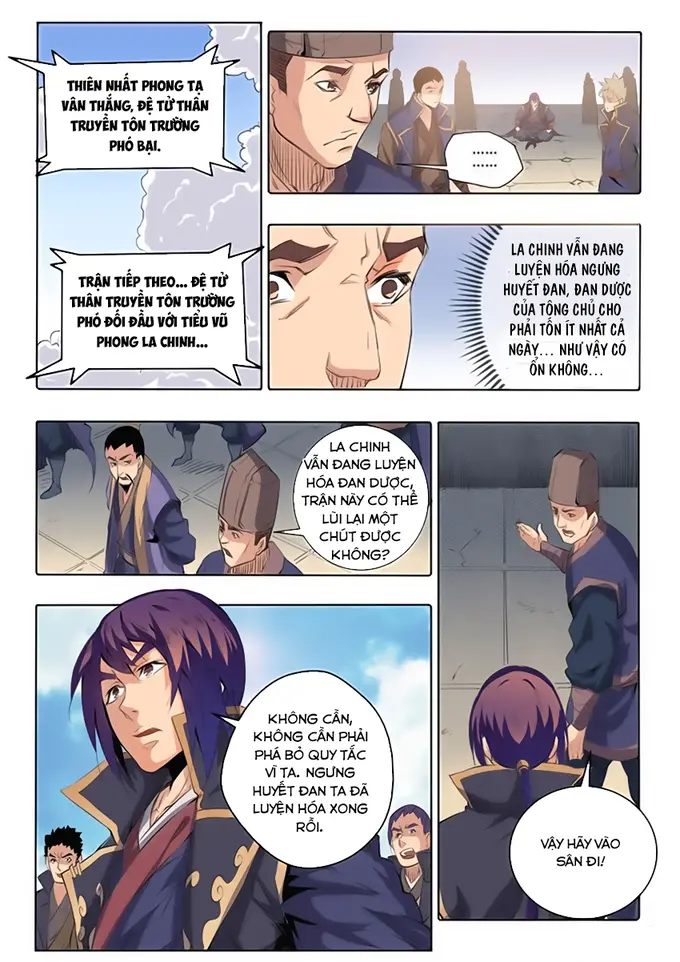 THIÊN NHẤT PHONG TẠ
VÂN THẮNG, ĐỆ TỬ THÂN
TRUYỀN TÔN TRƯỜNG
PHÓ BẠI.
......
......
TRẬN TIẾP THEO... ĐỆ TỬ
THÂN TRUYỀN TÔN TRƯỜNG
PHÓ ĐỐI ĐẦU VỚI TIỂU VŨ
PHONG LA CHINH...
LA CHINH VẪN ĐANG
LUYỆN HÓA NGƯNG
HUYẾT ĐAN, ĐAN DƯỢC
CỦA TÔNG CHỦ CHO
PHẢI TỐN ÍT NHẤT CẢ
NGÀY... NHƯ VẬY CÓ
ỔN KHÔNG...
LA CHINH
VẪN ĐANG LUYỆN
HÓA ĐAN DƯỢC,
TRẬN NÀY CÓ THỂ
LÙI LẠI MỘT
CHÚT ĐƯỢC
KHÔNG?
KHÔNG CẦN,
KHÔNG CẦN PHẢI
PHÁ BỎ QUY TẮC
VÌ TA. NGƯNG
HUYẾT ĐAN TA ĐÃ
LUYỆN HÓA XONG
RỒI.
VẬY HÃY VÀO
SÂN ĐI!